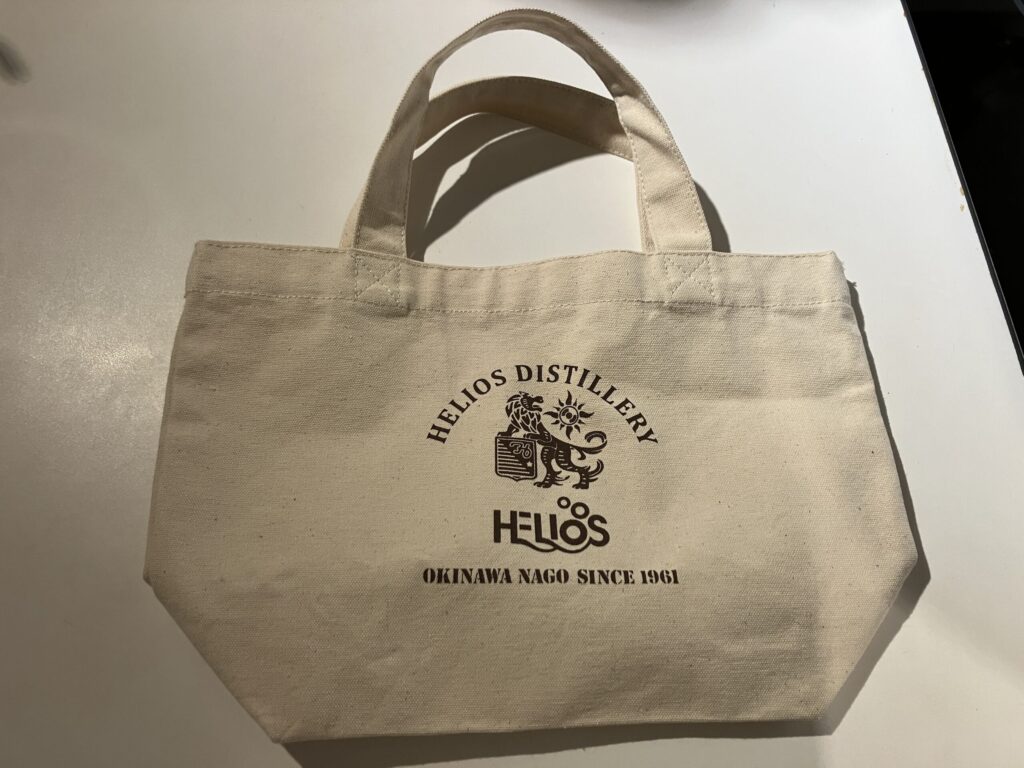 HELIOS DISTILLERY
HELIOS
OKINAWA NAGO SINCE 1961